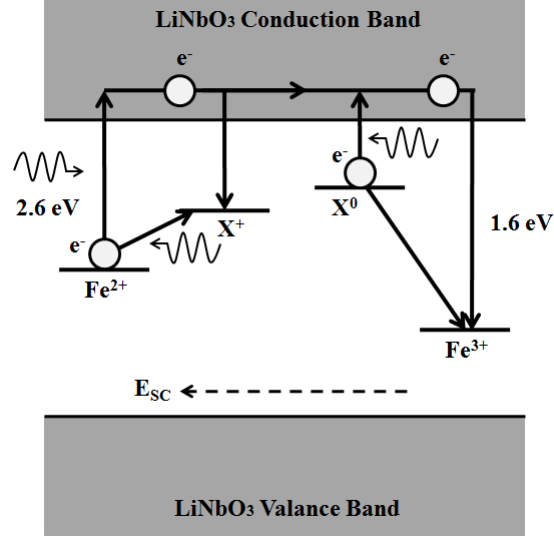 LiNbO₃ Conduction Band
e⁻
e⁻
2.6 eV
e⁻
X⁺
Fe²⁺
e⁻
X⁰
1.6 eV
Fe³⁺
E_SC
LiNbO₃ Valance Band